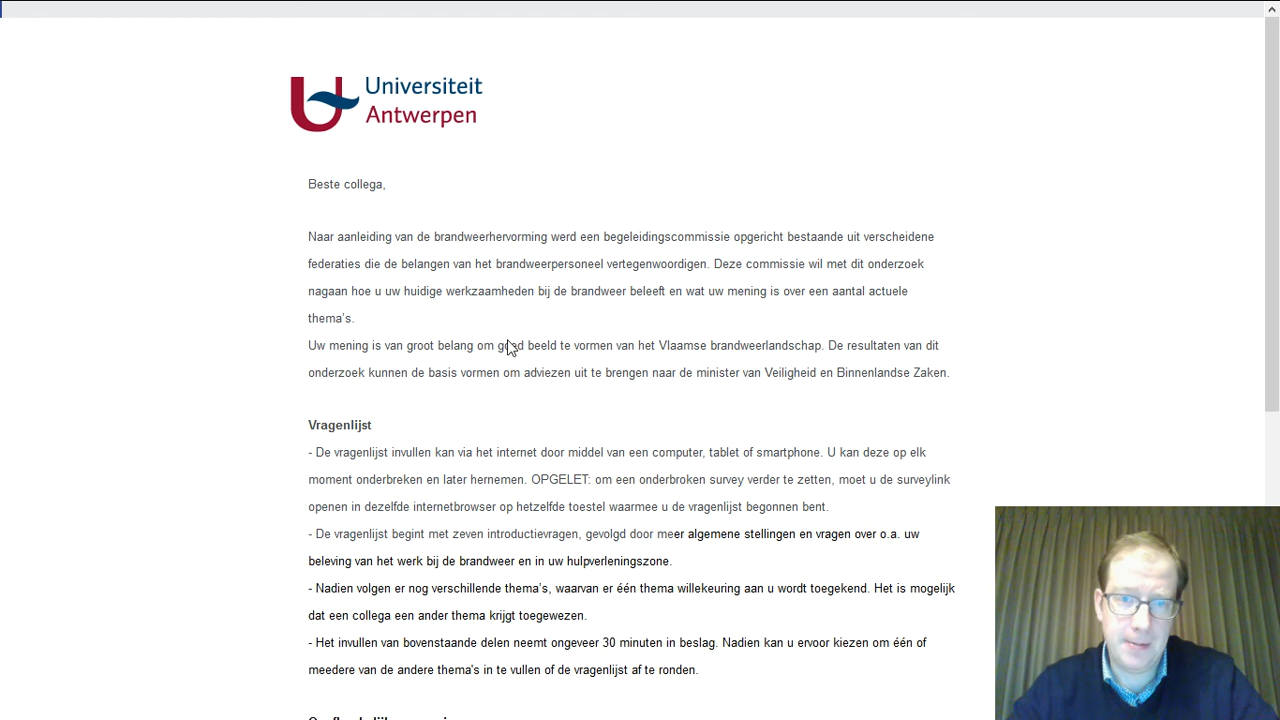 Universiteit
Antwerpen
Beste collega,
Naar aanleiding van de brandweerhervorming werd een begeleidingscommissie opgericht bestaande uit verscheidene
federaties die de belangen van het brandweerpersoneel vertegenwoordigen. Deze commissie wil met dit onderzoek
nagaan hoe u uw huidige werkzaamheden bij de brandweer beleeft en wat uw mening is over een aantal actuele
thema's.
Uw mening is van groot belang om goed beeld te vormen van het Vlaamse brandweerlandschap. De resultaten van dit
onderzoek kunnen de basis vormen om adviezen uit te brengen naar de minister van Veiligheid en Binnenlandse Zaken.
Vragenlijst
- De vragenlijst invullen kan via het internet door middel van een computer, tablet of smartphone. U kan deze op elk
moment onderbreken en later hernemen. OPGELET: om een onderbroken survey verder te zetten, moet u de surveylink
openen in dezelfde internetbrowser op hetzelfde toestel waarmee u de vragenlijst begonnen bent.
- De vragenlijst begint met zeven introductievragen, gevolgd door meer algemene stellingen en vragen over o.a. uw
beleving van het werk bij de brandweer en in uw hulpverleningszone.
- Nadien volgen er nog verschillende thema's, waarvan er één thema willekeuring aan u wordt toegekend. Het is mogelijk
dat een collega een ander thema krijgt toegewezen.
- Het invullen van bovenstaande delen neemt ongeveer 30 minuten in beslag. Nadien kan u ervoor kiezen om één of
meedere van de andere thema's in te vullen of de vragenlijst af te ronden.